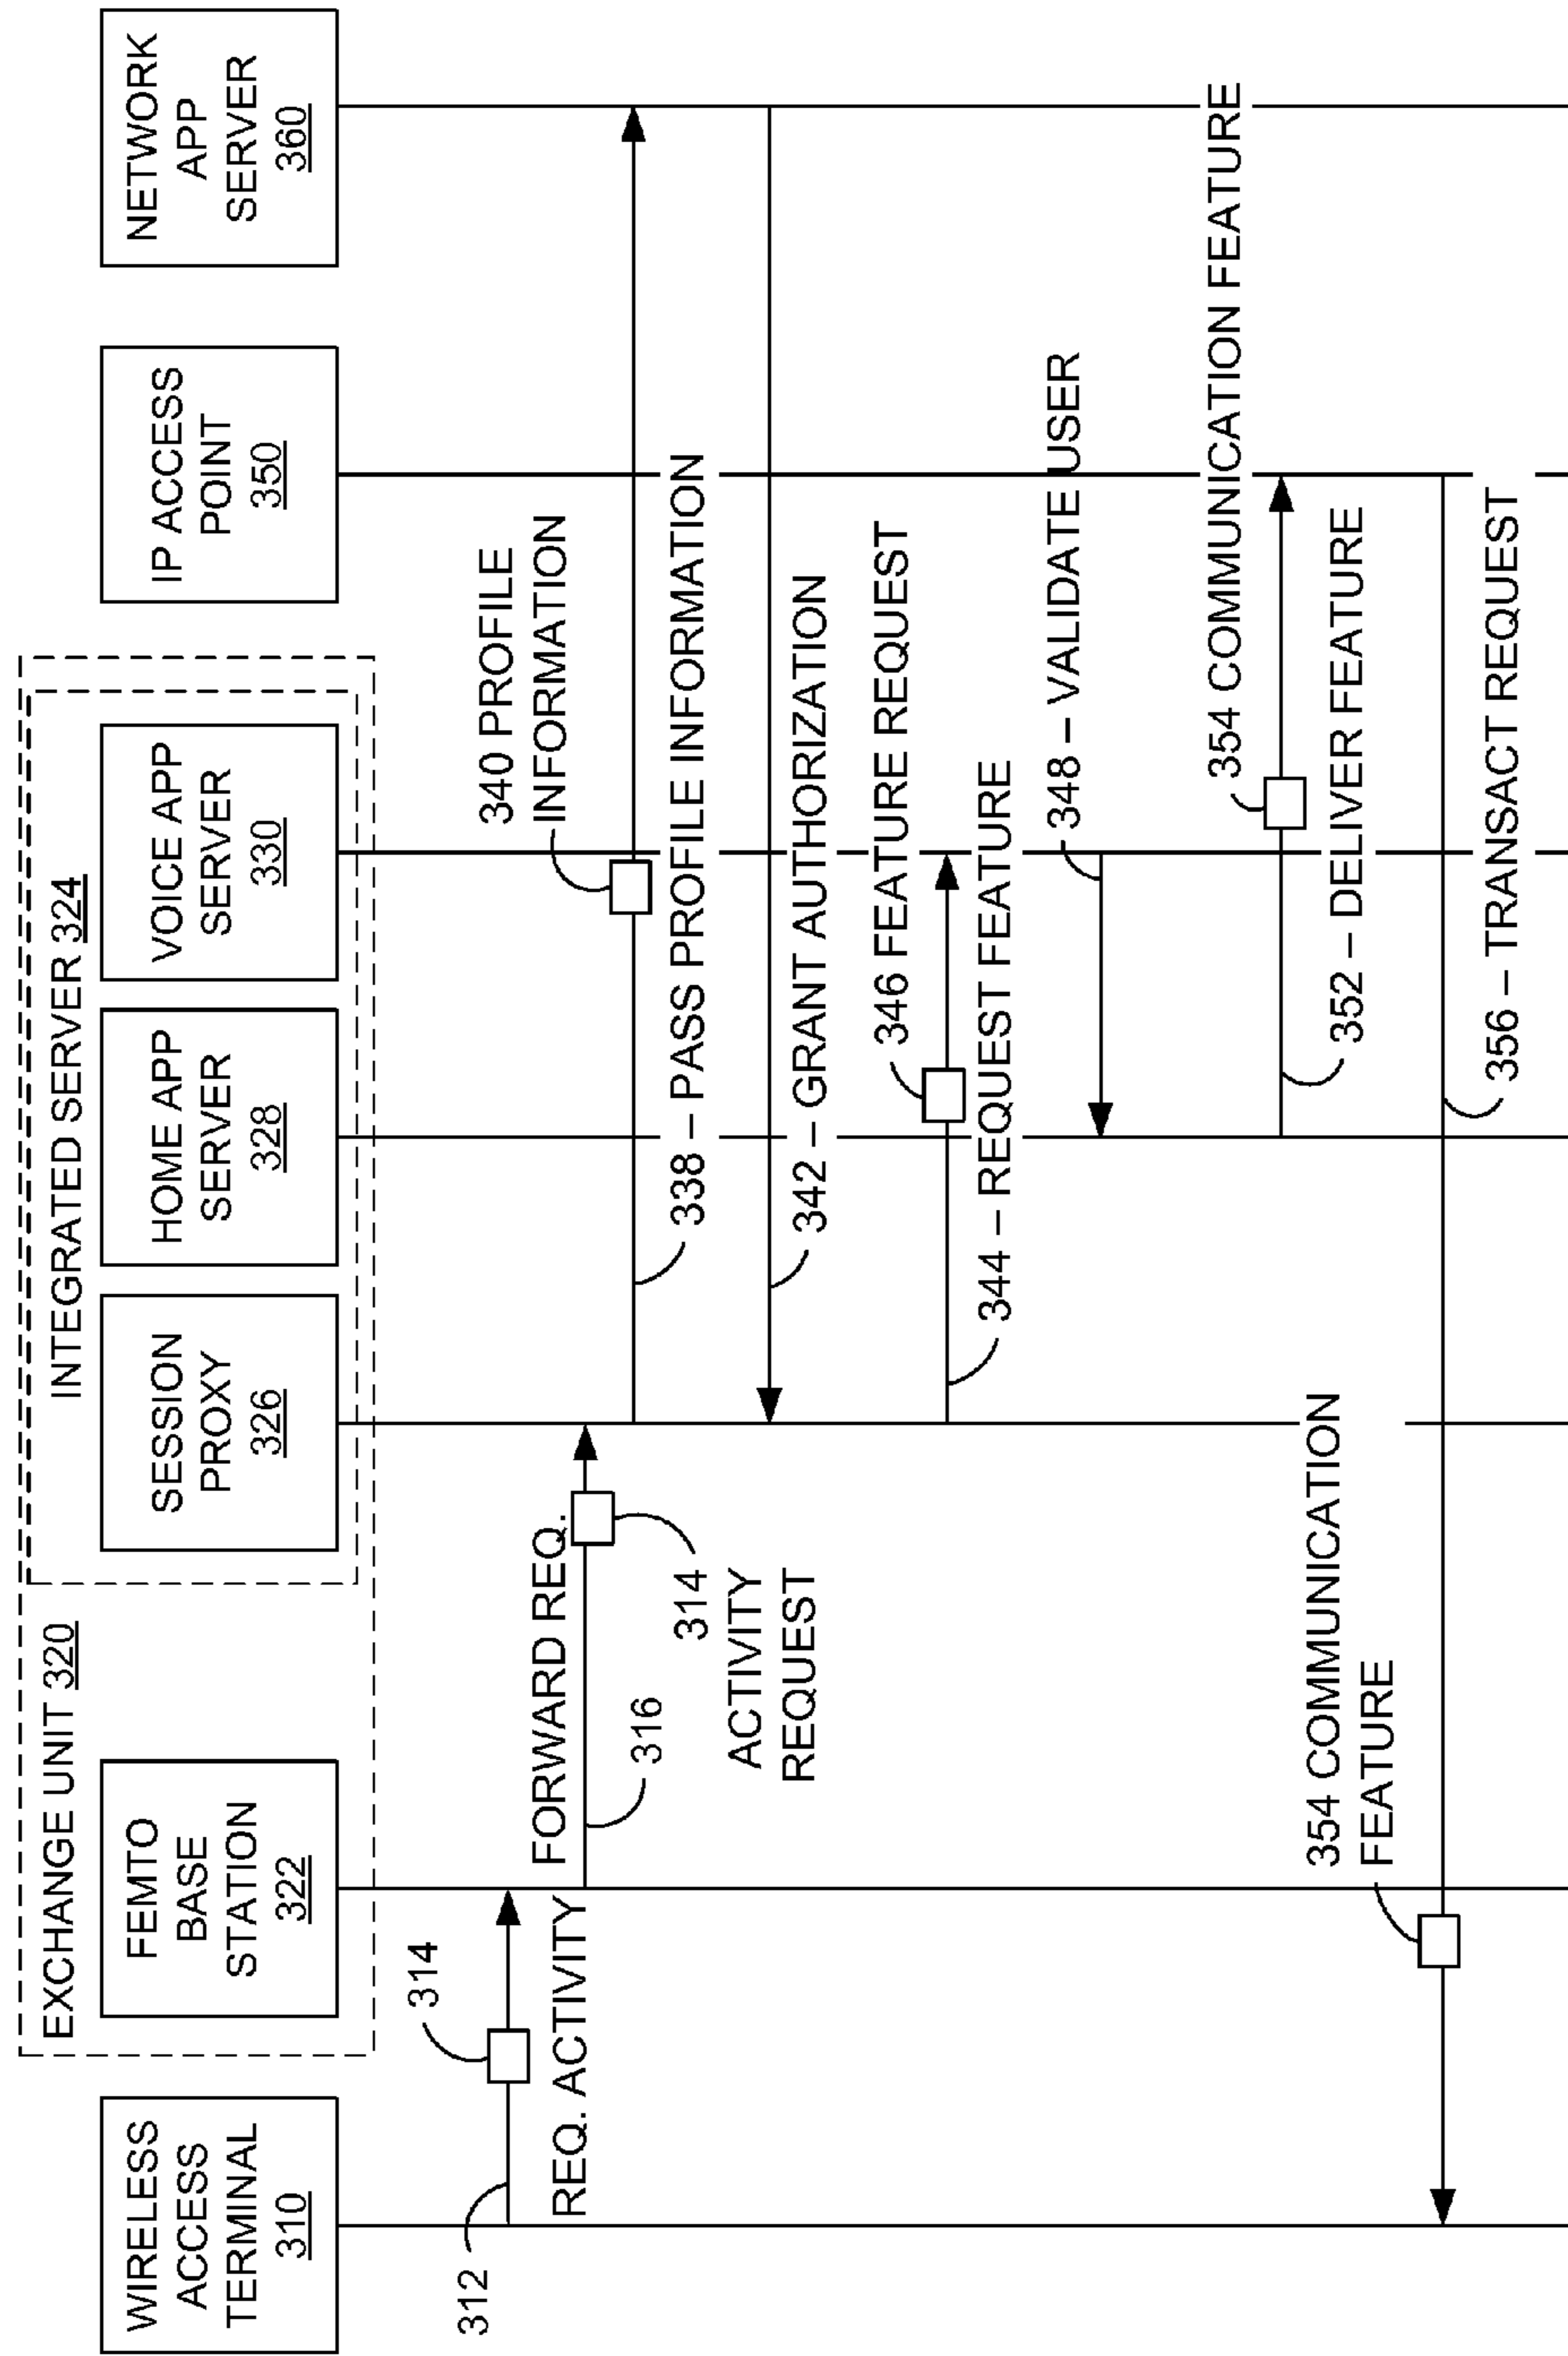 EXCHANGE UNIT 320
INTEGRATED SERVER 324
WIRELESS
ACCESS
TERMINAL
310
FEMTO
BASE
STATION
322
SESSION
PROXY
326
HOME APP
SERVER
328
VOICE APP
SERVER
330
IP ACCESS
POINT
350
NETWORK
APP
SERVER
360
312
314
REQ. ACTIVITY
FORWARD REQ.
316
314
ACTIVITY
REQUEST
340 PROFILE
INFORMATION
338 – PASS PROFILE INFORMATION
342 – GRANT AUTHORIZATION
346 FEATURE REQUEST
344 – REQUEST FEATURE
348 – VALIDATE USER
354 COMMUNICATION FEATURE
352 – DELIVER FEATURE
354 COMMUNICATION
FEATURE
356 – TRANSACT REQUEST